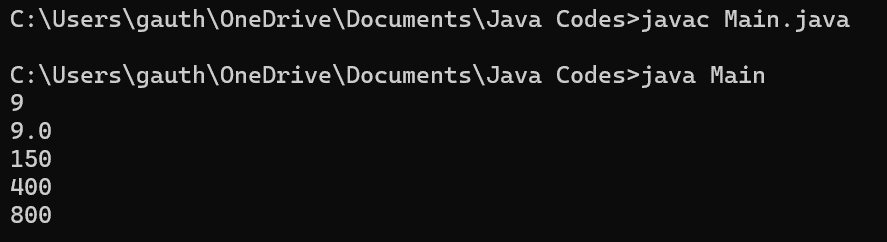 C:\Users\gauth\OneDrive\Documents\Java Codes>javac Main.java
C:\Users\gauth\OneDrive\Documents\Java Codes>java Main
9
9.0
150
400
800